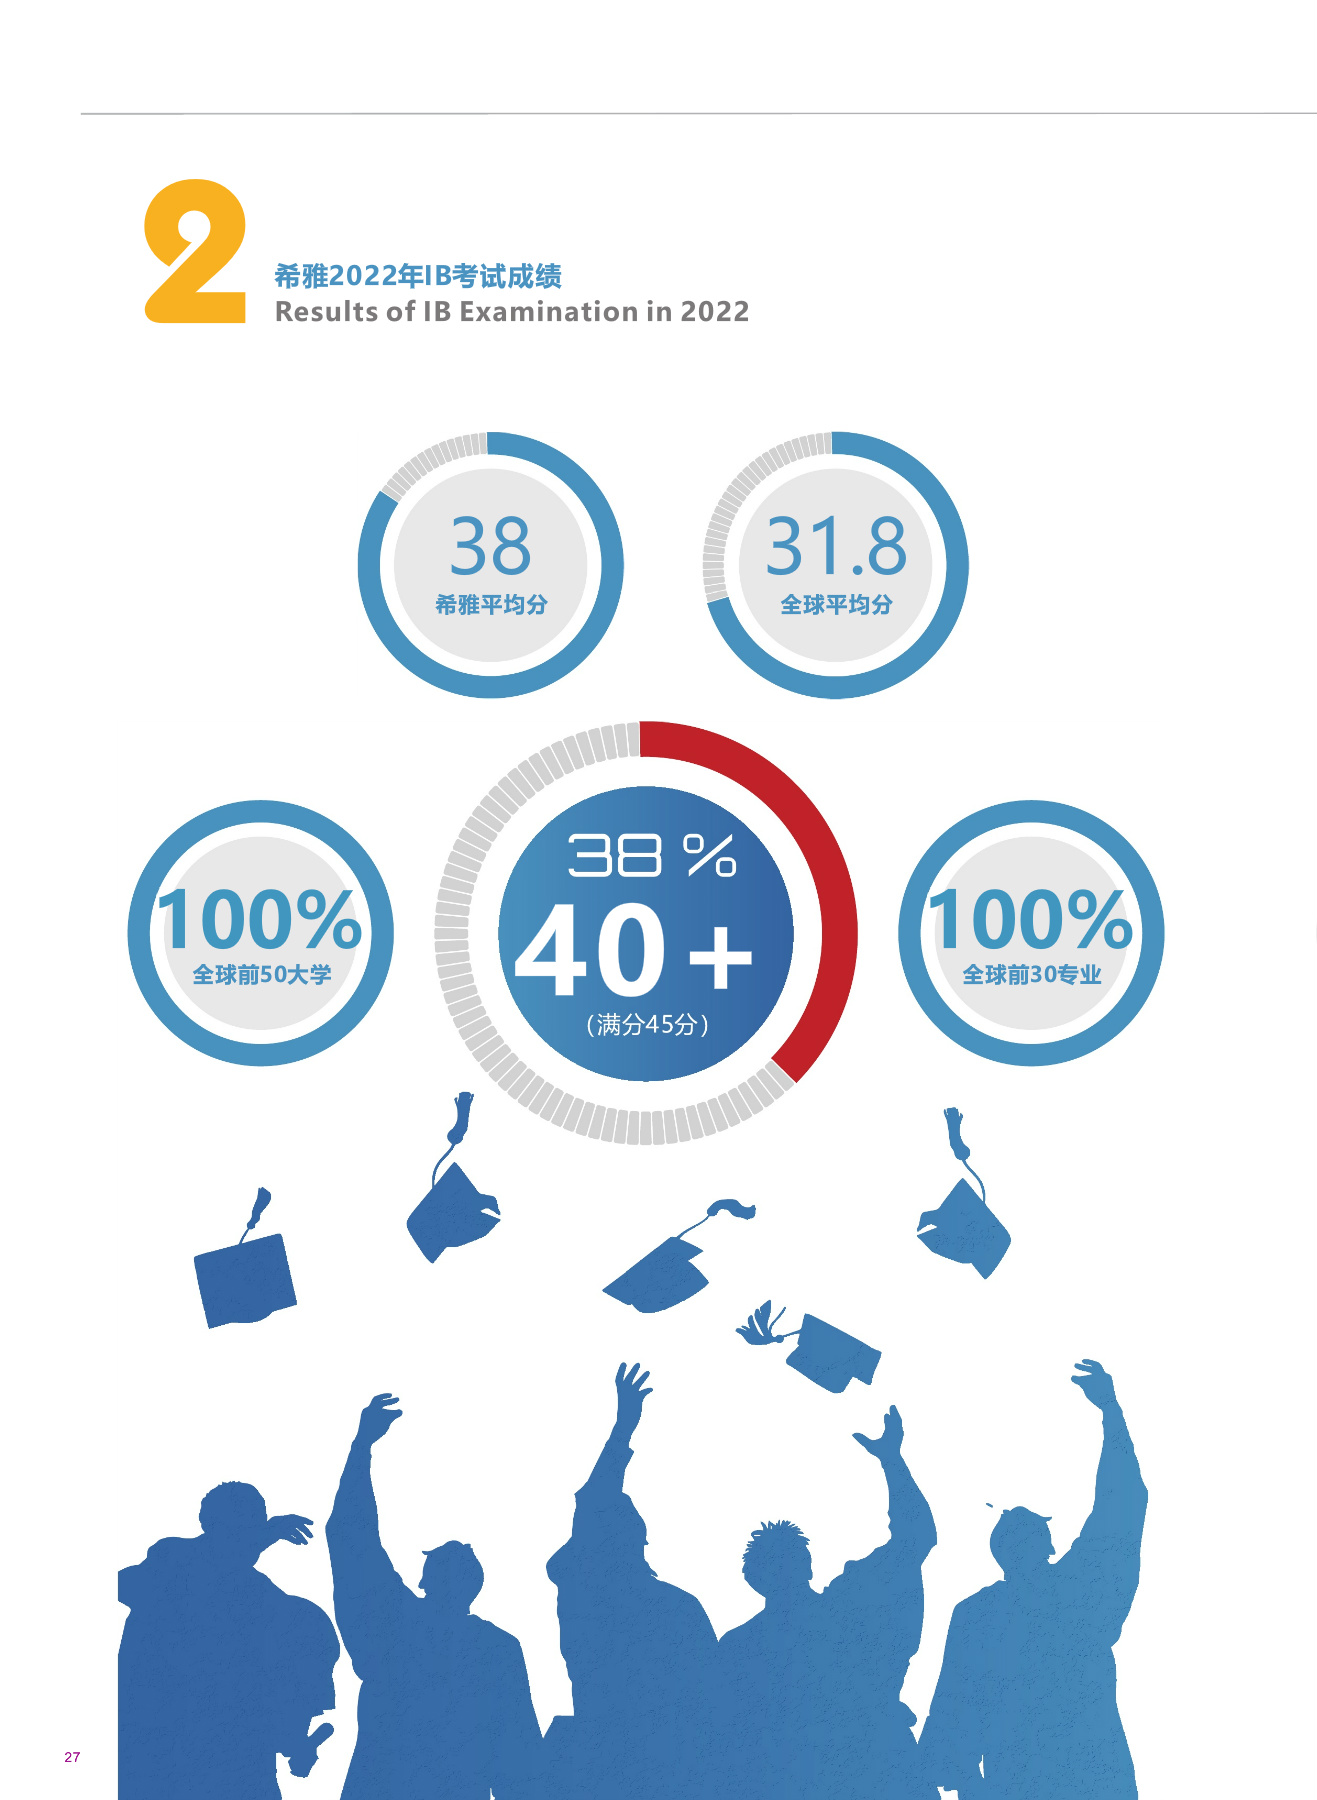 2
希雅2022年IB考试成绩
Results of IB Examination in 2022
38
希雅平均分
31.8
全球平均分
38%
40+
(满分45分)
100%
全球前50大学
100%
全球前30专业
27